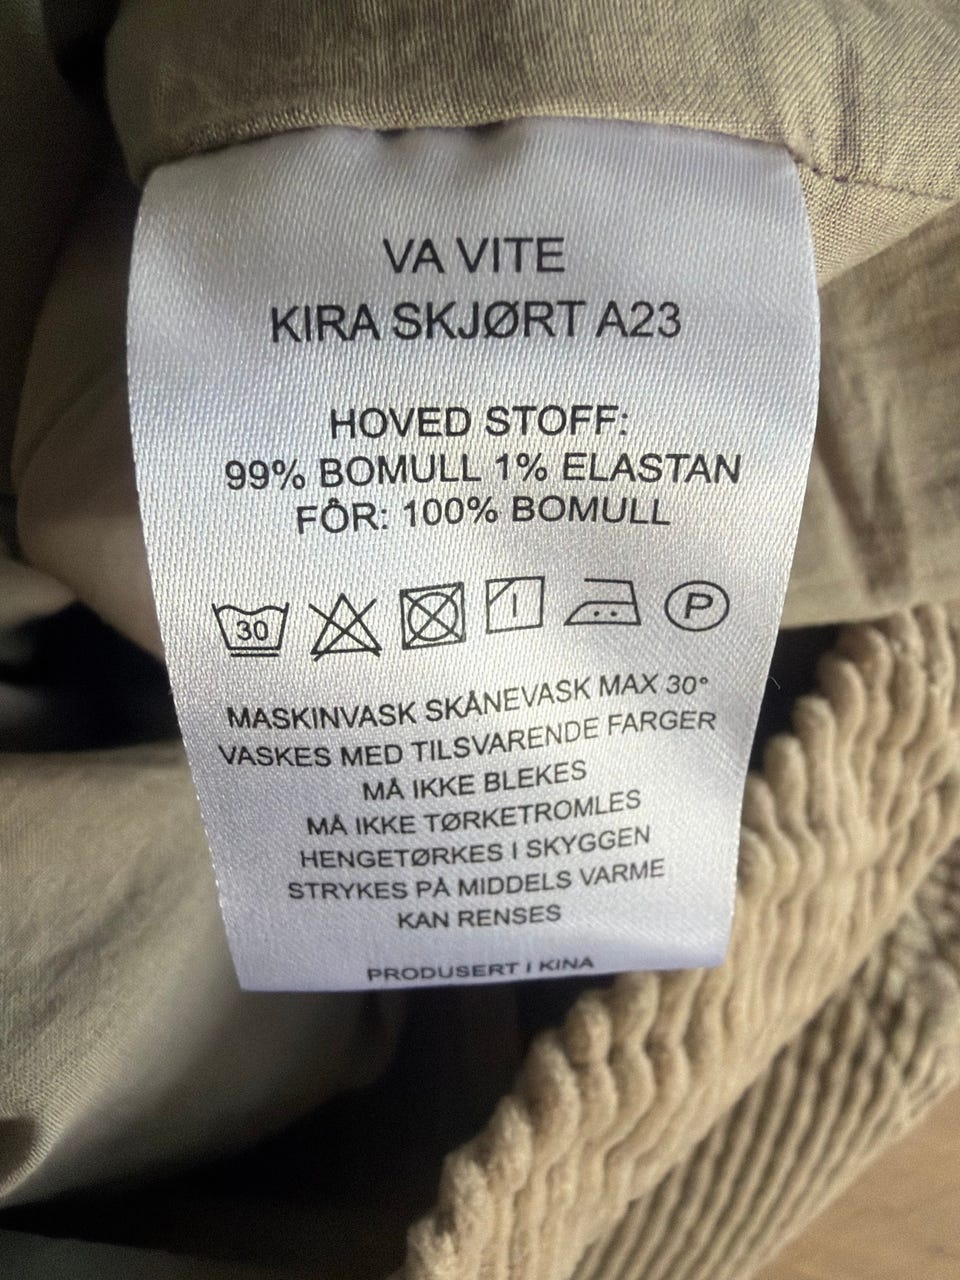 VA VITE
KIRA SKJØRT A23
HOVED STOFF:
99% BOMULL 1% ELASTAN
FÔR: 100% BOMULL
30 P
MASKINVASK SKÅNEVASK MAX 30°
VASKES MED TILSVARENDE FARGER
MÅ IKKE BLEKES
MÅ IKKE TØRKETROMLES
HENGETØRKES I SKYGGEN
STRYKES PÅ MIDDELS VARME
KAN RENSES
PRODUSERT I KINA